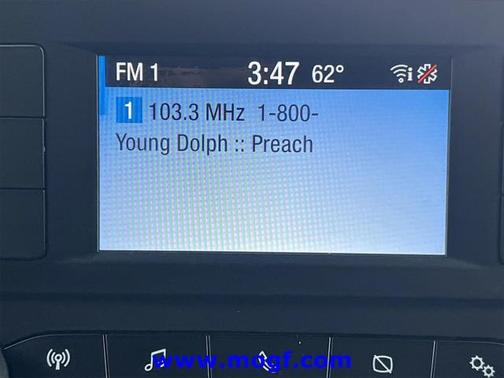 FM 1 3:47 62°
1 103.3 MHz 1-800-
Young Dolph :: Preach
www.mogf.com